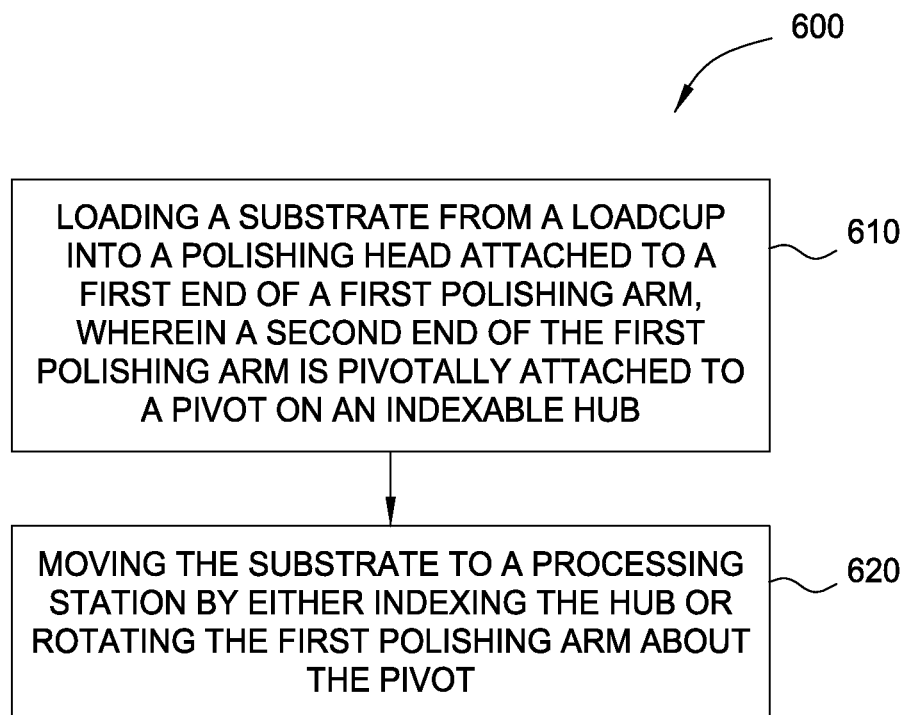 600
LOADING A SUBSTRATE FROM A LOADCUP
INTO A POLISHING HEAD ATTACHED TO A
FIRST END OF A FIRST POLISHING ARM,
WHEREIN A SECOND END OF THE FIRST
POLISHING ARM IS PIVOTALLY ATTACHED TO
A PIVOT ON AN INDEXABLE HUB
610
MOVING THE SUBSTRATE TO A PROCESSING
STATION BY EITHER INDEXING THE HUB OR
ROTATING THE FIRST POLISHING ARM ABOUT
THE PIVOT
620